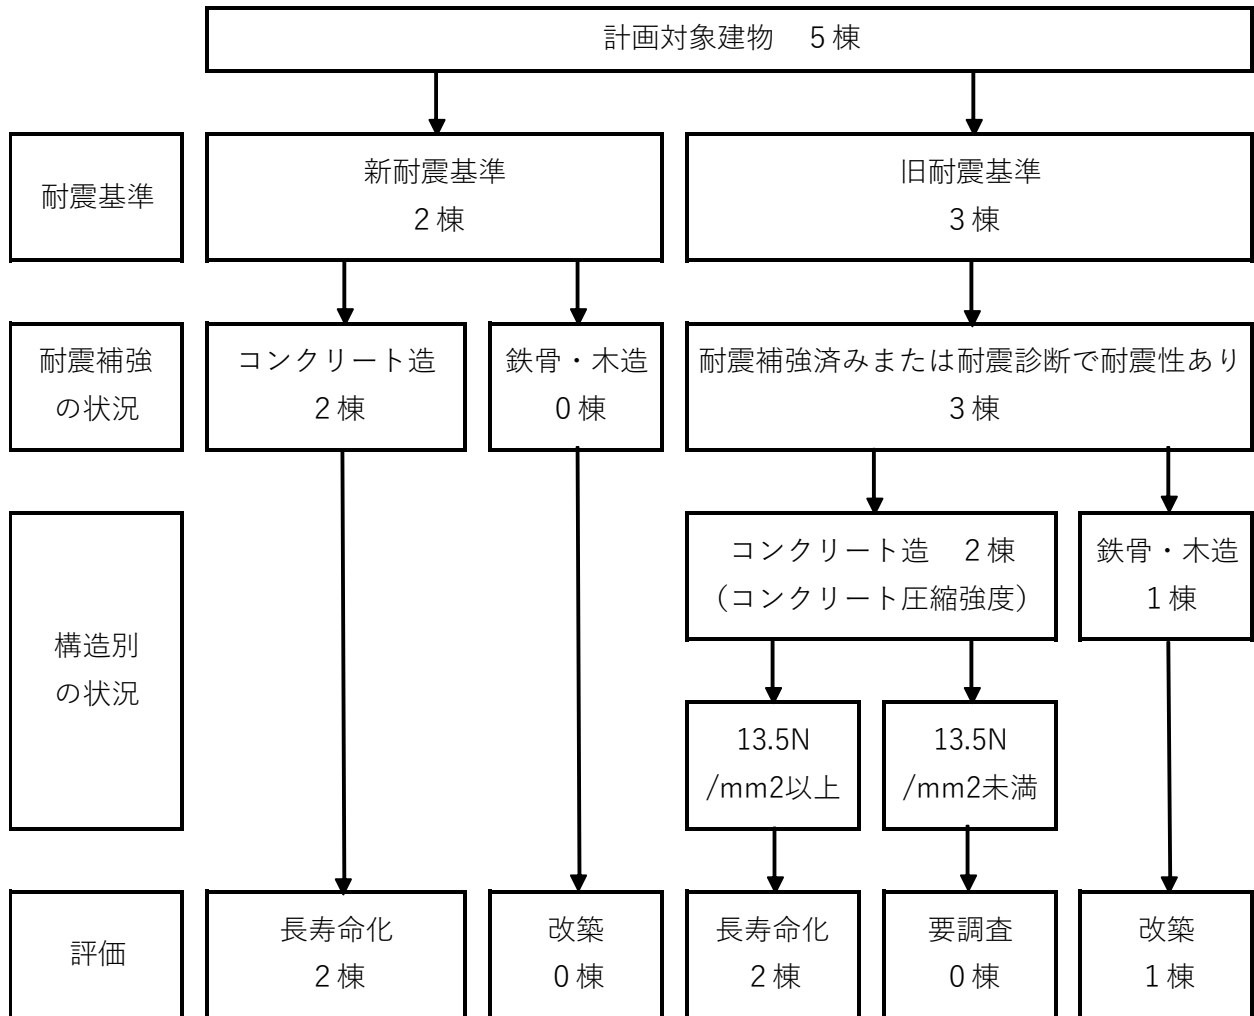 計画対象建物　5棟
耐震基準
新耐震基準
2棟
旧耐震基準
3棟
耐震補強
の状況
コンクリート造
2棟
鉄骨・木造
0棟
耐震補強済みまたは耐震診断で耐震性あり
3棟
構造別
の状況
コンクリート造　2棟
（コンクリート圧縮強度）
鉄骨・木造
1棟
13.5N
/mm2以上
13.5N
/mm2未満
評価
長寿命化
2棟
改築
0棟
長寿命化
2棟
要調査
0棟
改築
1棟